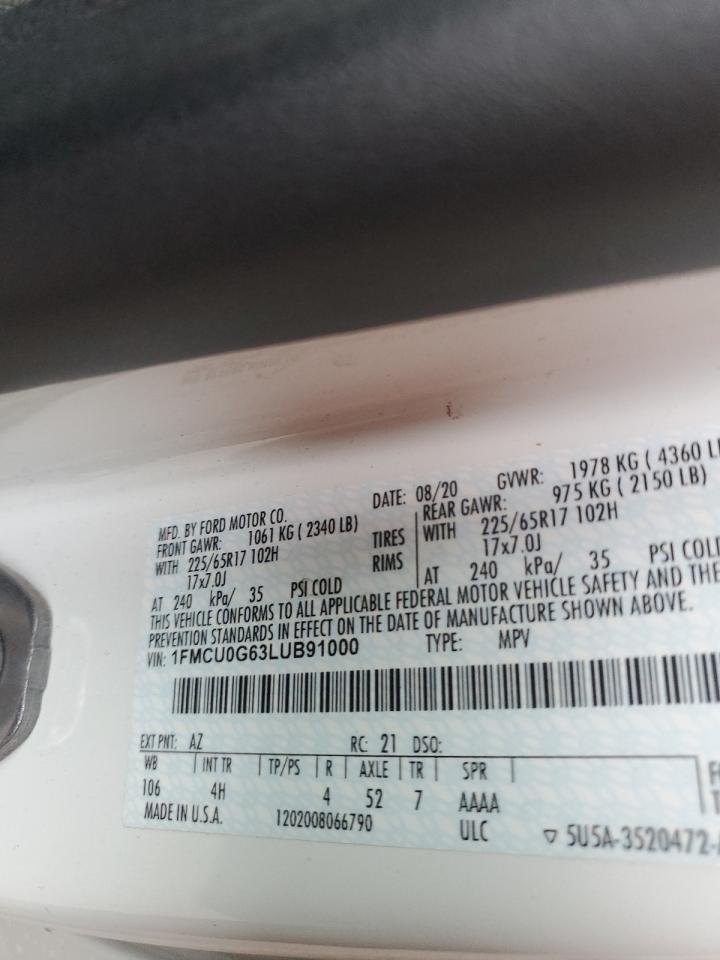 MFD. BY FORD MOTOR CO.
DATE: 08/20 GVWR: 1978 KG ( 4360 L
FRONT GAWR: 1061 KG ( 2340 LB)
REAR GAWR: 975 KG ( 2150 LB)
WITH 225/65R17 102H TIRES WITH 225/65R17 102H
17x7.0J RIMS 17x7.0J
AT 240 kPa/ 35 PSI COLD AT 240 kPa/ 35 PSI COLD
THIS VEHICLE CONFORMS TO ALL APPLICABLE FEDERAL MOTOR VEHICLE SAFETY AND THE
PREVENTION STANDARDS IN EFFECT ON THE DATE OF MANUFACTURE SHOWN ABOVE.
VIN: 1FMCU0G63LUB91000 TYPE: MPV
EXT PNT: AZ RC: 21 DSO:
WB INT TR TP/PS R AXLE TR SPR
106 4H 4 52 7 AAAA
MADE IN U.S.A. 1202008066790 ULC ▽ 5U5A-3520472-